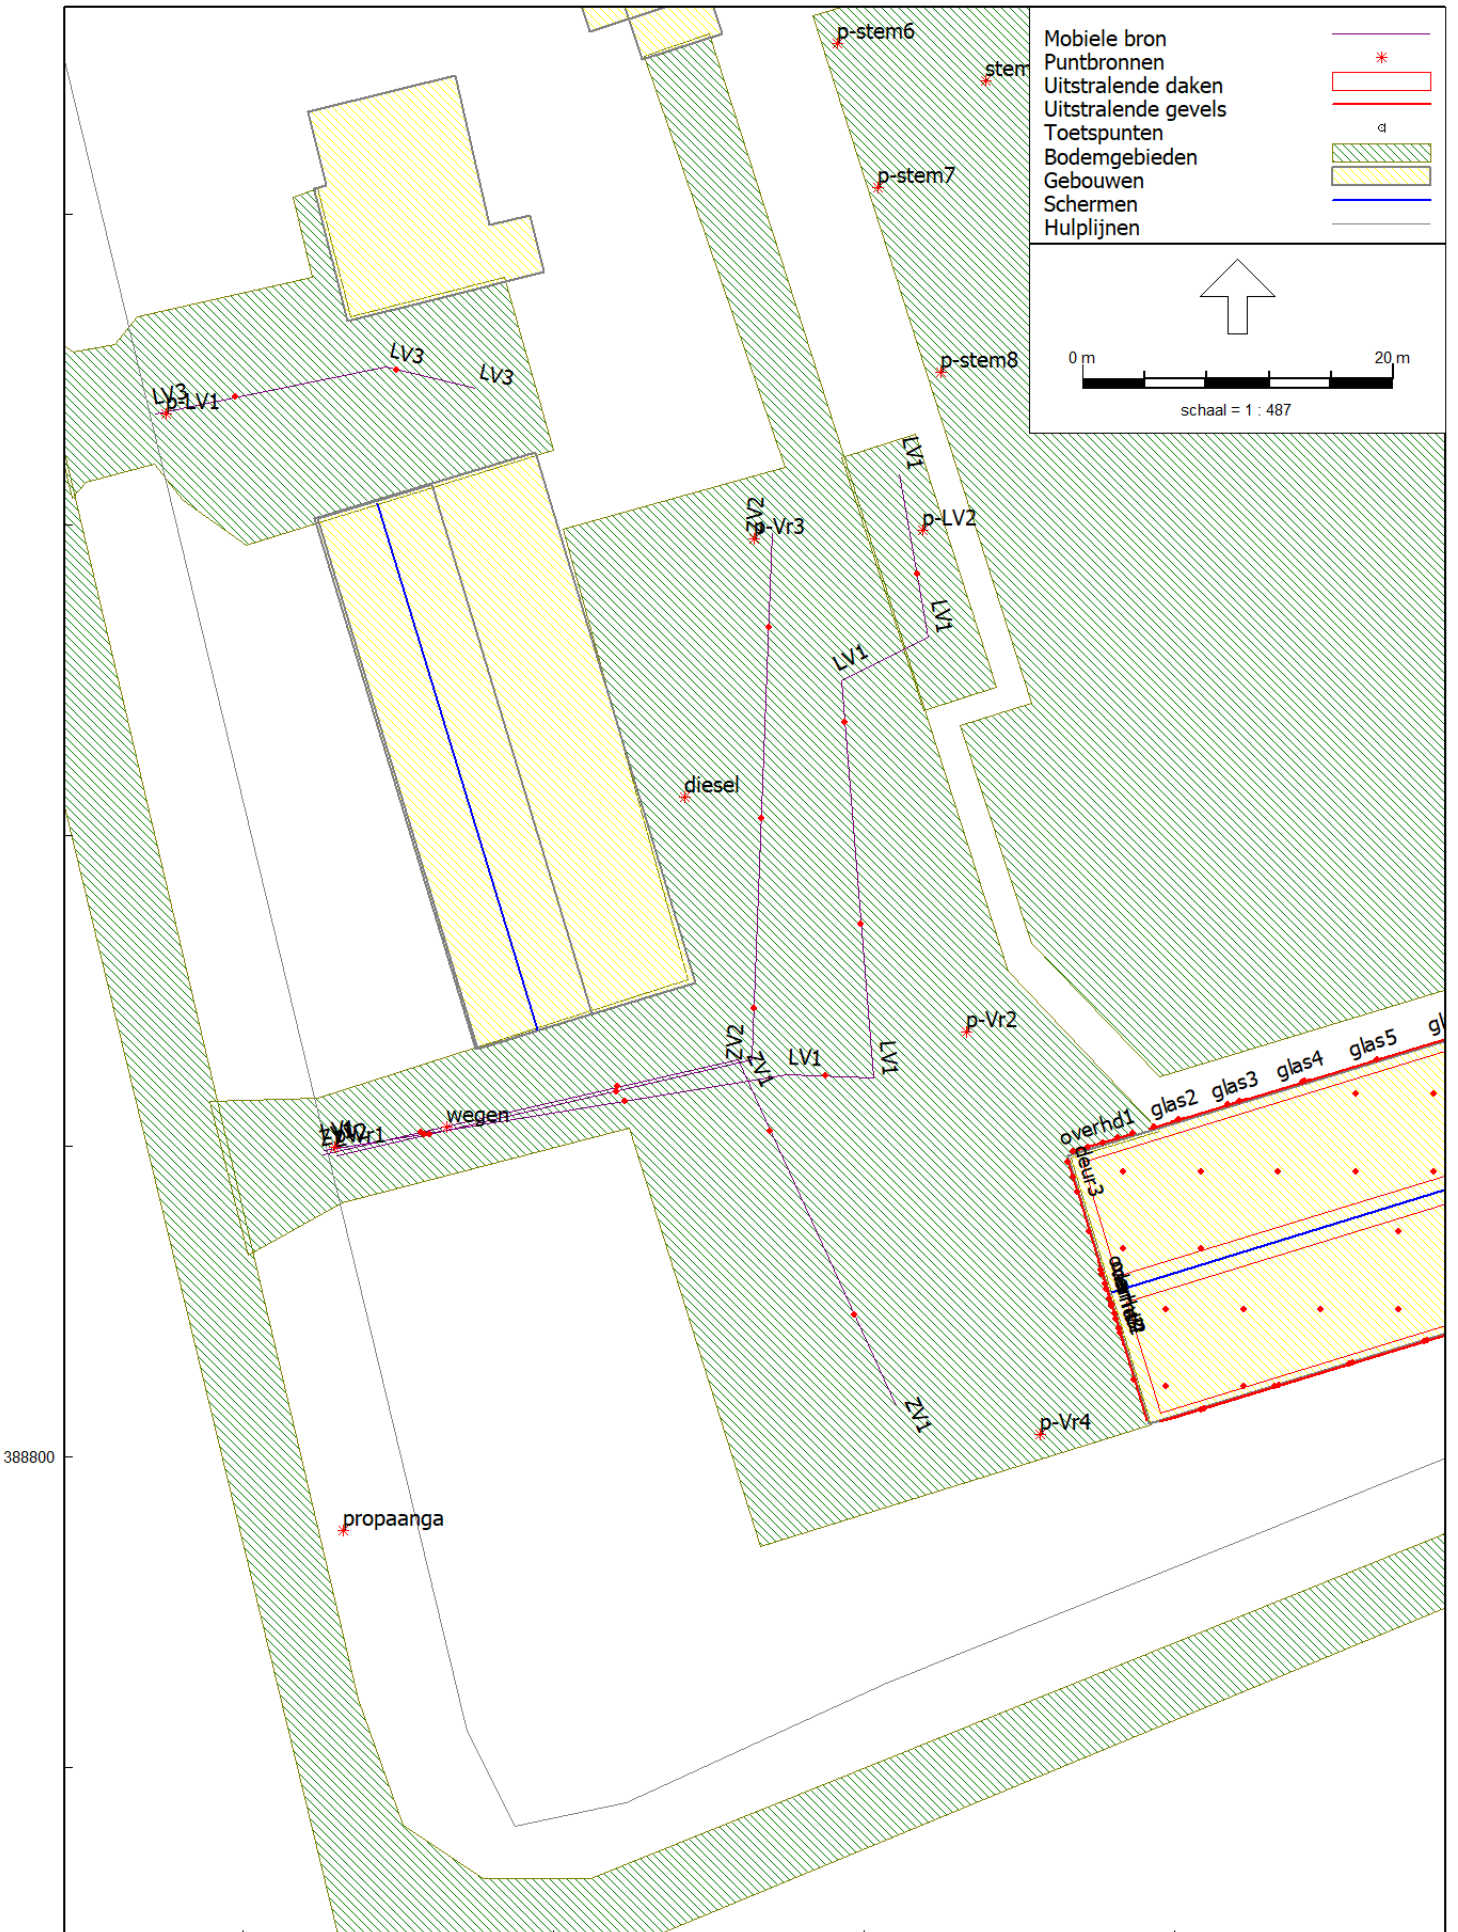 p-stem6
stem
p-stem7
p-stem8
Mobiele bron
Puntbronnen
Uitstralende daken
Uitstralende gevels
Toetspunten
Bodemgebieden
Gebouwen
Schermen
Hulplijnen
0 m
20 m
schaal = 1 : 487
LV3
LV3
LV3
p-LV1
LV1
ZV2
p-Vr3
p-LV2
LV1
LV1
diesel
p-Vr2
ZV2
ZV1
LV1
LV1
wegen
p-Vr1
overhd1
glas2
glas3
glas4
glas5
gl
deur3
ZV1
p-Vr4
388800
propaanga